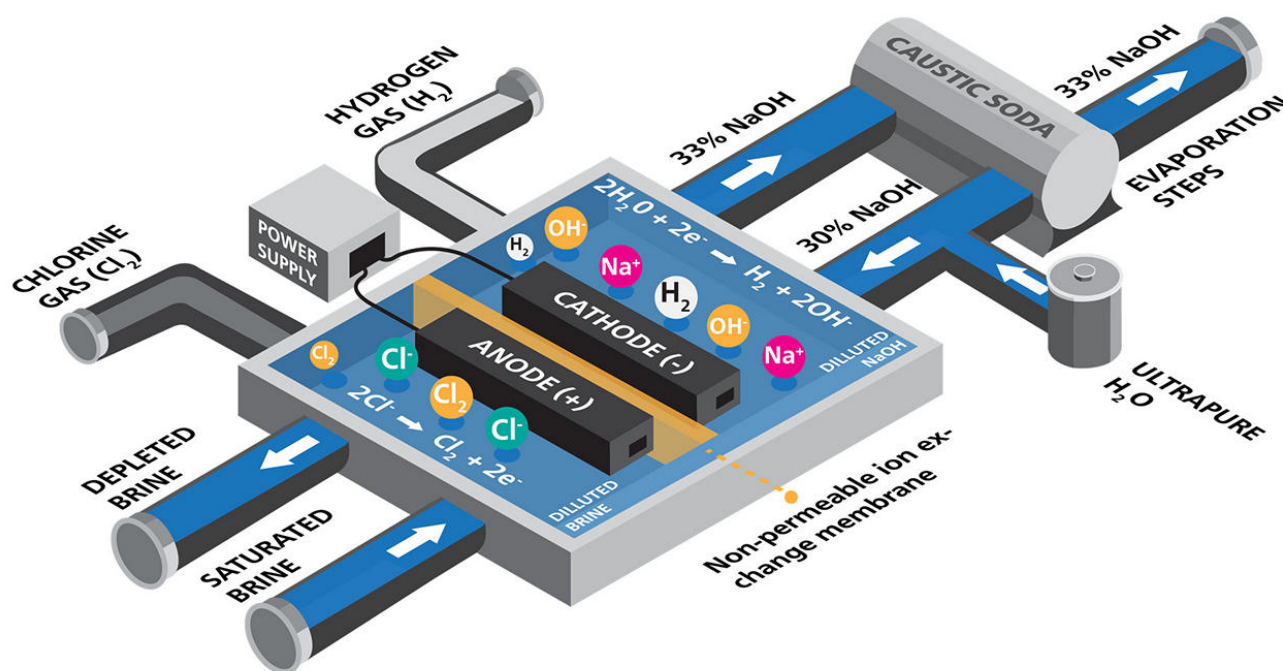 HYDROGEN
GAS (H₂)
33% NaOH
CAUSTIC SODA
33% NaOH
EVAPORATION
STEPS
30% NaOH
POWER
SUPPLY
CHLORINE
GAS (Cl₂)
2H₂0 + 2e⁻ → H₂ + 2OH⁻
H₂
OH⁻
Na⁺
H₂
OH⁻
Na⁺
CATHODE (-)
DILLUTED
NaOH
ANODE (+)
Cl₂
Cl⁻
Cl₂
Cl⁻
2Cl⁻ → Cl₂ + 2e⁻
DILLUTED
BRINE
ULTRAPURE
H₂O
DEPLETED
BRINE
SATURATED
BRINE
Non-permeable ion ex-
change membrane